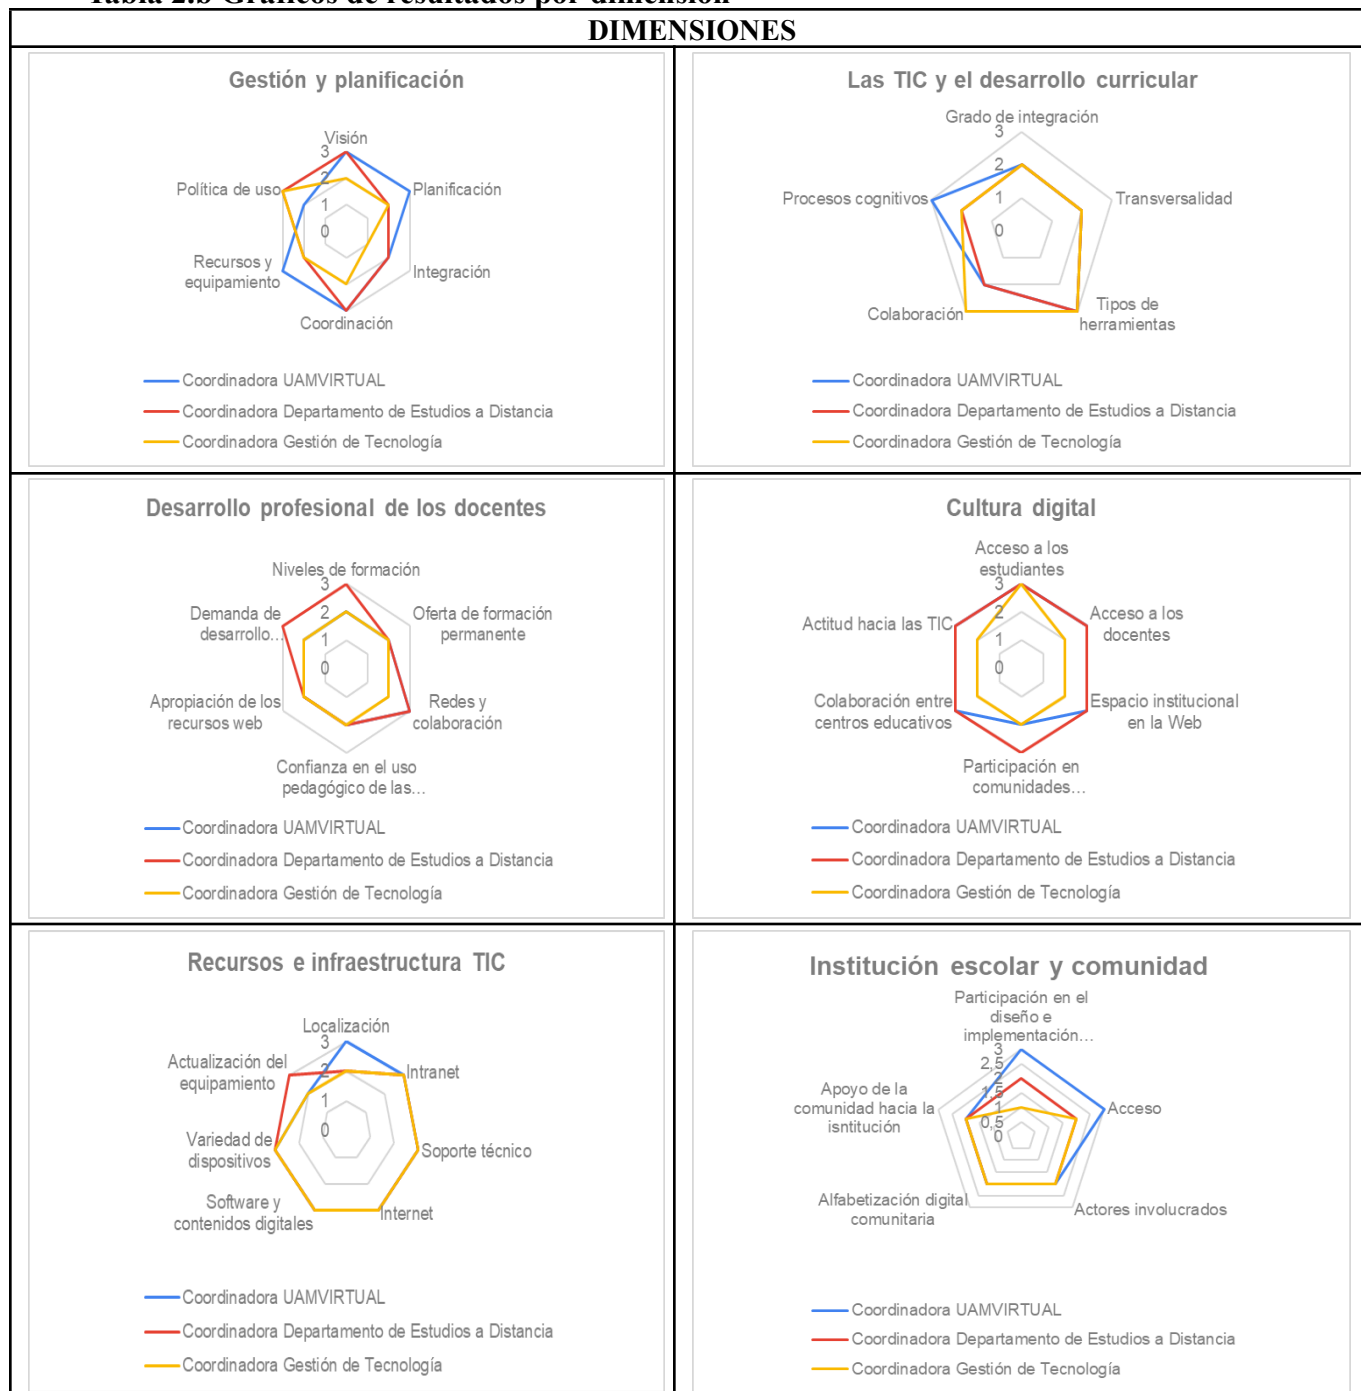 Tabla 2.b Gráficos de resultados por dimensión
DIMENSIONES
Gestión y planificación
Visión
3
2
1
0
Planificación
Integración
Coordinación
Recursos y
equipamiento
Política de uso
Coordinadora UAMVIRTUAL
Coordinadora Departamento de Estudios a Distancia
Coordinadora Gestión de Tecnología
Las TIC y el desarrollo curricular
Grado de integración
3
2
1
0
Transversalidad
Tipos de
herramientas
Colaboración
Procesos cognitivos
Coordinadora UAMVIRTUAL
Coordinadora Departamento de Estudios a Distancia
Coordinadora Gestión de Tecnología
Desarrollo profesional de los docentes
Niveles de formación
3
2
1
0
Oferta de formación
permanente
Redes y
colaboración
Confianza en el uso
pedagógico de las...
Apropiación de los
recursos web
Demanda de
desarrollo...
Coordinadora UAMVIRTUAL
Coordinadora Departamento de Estudios a Distancia
Coordinadora Gestión de Tecnología
Cultura digital
Acceso a los
estudiantes
3
2
1
0
Acceso a los
docentes
Espacio institucional
en la Web
Participación en
comunidades...
Colaboración entre
centros educativos
Actitud hacia las TIC
Coordinadora UAMVIRTUAL
Coordinadora Departamento de Estudios a Distancia
Coordinadora Gestión de Tecnología
Recursos e infraestructura TIC
Localización
3
2
1
0
Intranet
Soporte técnico
Internet
Software y
contenidos digitales
Variedad de
dispositivos
Actualización del
equipamiento
Coordinadora UAMVIRTUAL
Coordinadora Departamento de Estudios a Distancia
Coordinadora Gestión de Tecnología
Institución escolar y comunidad
Participación en el
diseño e
implementación...
3
2,5
2
1,5
1
0,5
0
Acceso
Actores involucrados
Alfabetización digital
comunitaria
Apoyo de la
comunidad hacia la
isntitución
Coordinadora UAMVIRTUAL
Coordinadora Departamento de Estudios a Distancia
Coordinadora Gestión de Tecnología